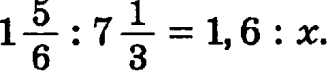 1 5/6 : 7 1/3 = 1,6 : x.